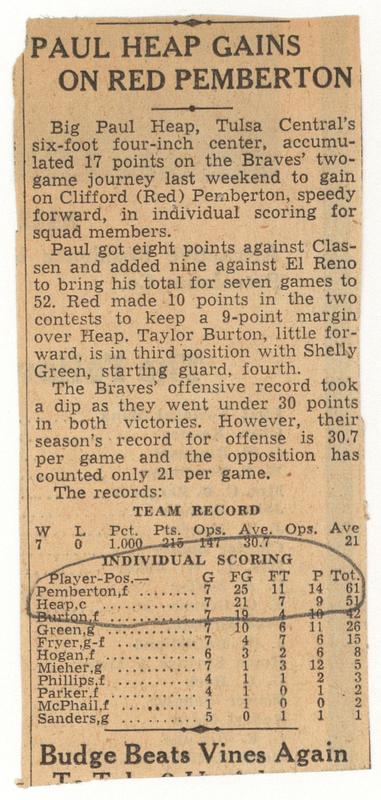 PAUL HEAP GAINS
ON RED PEMBERTON
Big Paul Heap, Tulsa Central's
six-foot four-inch center, accumu-
lated 17 points on the Braves' two-
game journey last weekend to gain
on Clifford (Red) Pemberton, speedy
forward, in individual scoring for
squad members.
Paul got eight points against Clas-
sen and added nine against El Reno
to bring his total for seven games to
52. Red made 10 points in the two
contests to keep a 9-point margin
over Heap. Taylor Burton, little for-
ward, is in third position with Shelly
Green, starting guard, fourth.
The Braves' offensive record took
a dip as they went under 30 points
in both victories. However, their
season's record for offense is 30.7
per game and the opposition has
counted only 21 per game.
The records:
TEAM RECORD
W L Pct. Pts. Ops. Ave. Ops. Ave
7 0 1.000 215 147 30.7 21
INDIVIDUAL SCORING
Player-Pos.— G FG FT P Tot.
Pemberton,f ........ 7 25 11 14 61
Heap,c ............. 7 21 7 9 51
Burton,f ........... 7 19 4 10 42
Green,g ............ 7 10 6 11 26
Fryer,g-f .......... 7 4 7 6 15
Hogan,f ............ 6 3 2 6 8
Mieher,g ........... 7 1 3 12 5
Phillips,f ......... 4 1 1 2 3
Parker,f ........... 4 1 0 1 2
McPhail,f .......... 1 1 0 0 2
Sanders,g .......... 5 0 1 1 1
Budge Beats Vines Again